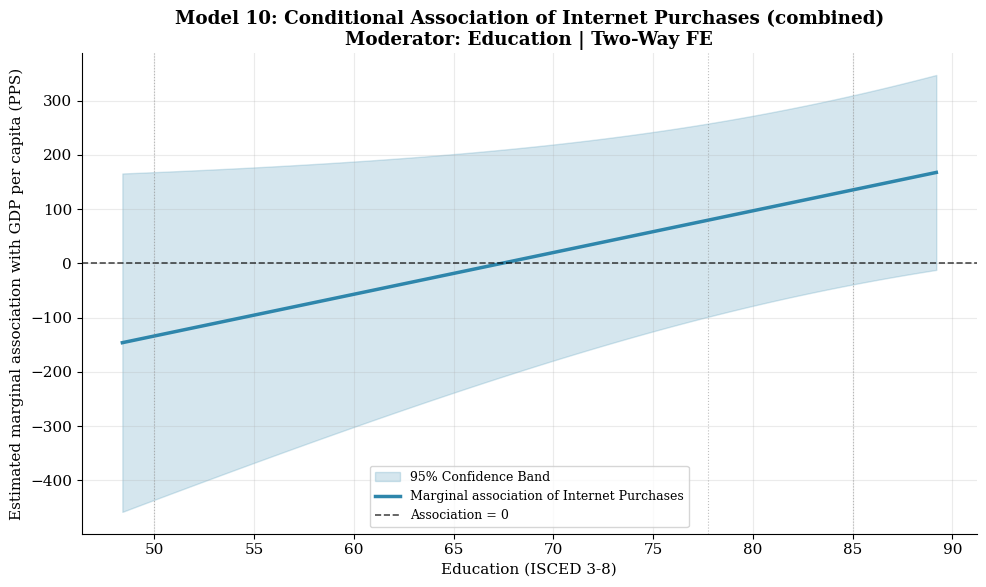 Model 10: Conditional Association of Internet Purchases (combined)
Moderator: Education | Two-Way FE
Estimated marginal association with GDP per capita (PPS)
300
200
100
0
−100
−200
−300
−400
95% Confidence Band
Marginal association of Internet Purchases
Association = 0
50
55
60
65
70
75
80
85
90
Education (ISCED 3-8)